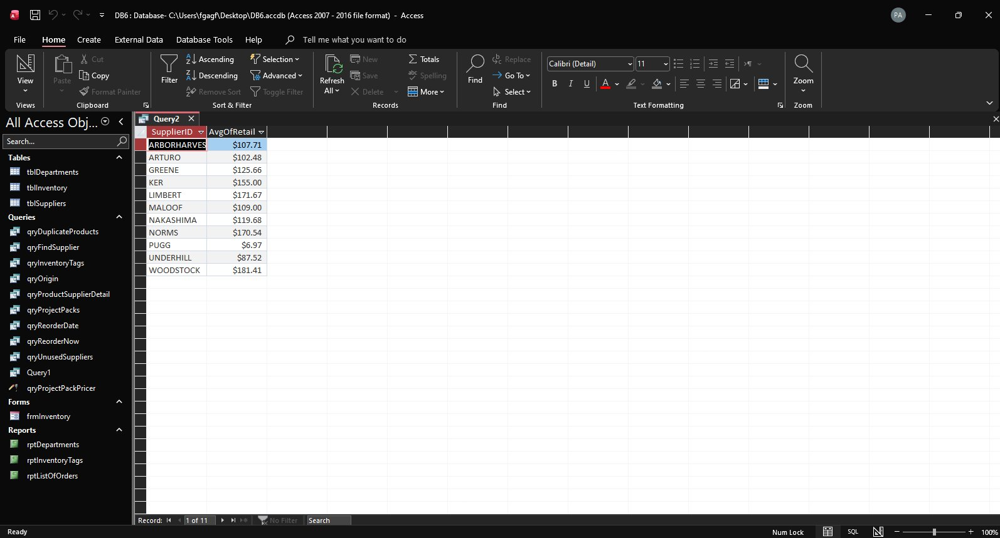 DB6 : Database- C:\Users\fgagf\Desktop\DB6.accdb (Access 2007 - 2016 file format) - Access
PA
File Home Create External Data Database Tools Help Tell me what you want to do
View
Views
Paste
Cut
Copy
Format Painter
Clipboard
Filter
Ascending
Descending
Remove Sort
Selection
Advanced
Toggle Filter
Sort & Filter
Refresh
All
New
Save
Delete
Totals
Spelling
More
Records
Find
Replace
Go To
Select
Find
Calibri (Detail) 11
B I U A
Text Formatting
Zoom
Zoom
All Access Obj...
Search...
Tables
tblDepartments
tblInventory
tblSuppliers
Queries
qryDuplicateProducts
qryFindSupplier
qryInventoryTags
qryOrigin
qryProductSupplierDetail
qryProjectPacks
qryReorderDate
qryReorderNow
qryUnusedSuppliers
Query1
qryProjectPackPricer
Forms
frmInventory
Reports
rptDepartments
rptInventoryTags
rptListOfOrders
Query2
SupplierID AvgOfRetail
ARBORHARVES $107.71
ARTURO $102.48
GREENE $125.66
KER $155.00
LIMBERT $171.67
MALOOF $109.00
NAKASHIMA $119.68
NORMS $170.54
PUGG $6.97
UNDERHILL $87.52
WOODSTOCK $181.41
Record: 1 of 11 No Filter Search
Ready
Num Lock SQL 100%